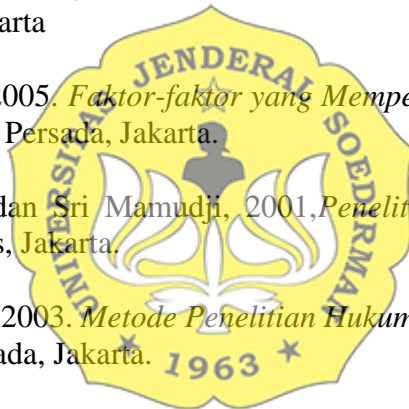 arta
2005. Faktor-faktor yang Mempe
Persada, Jakarta.
dan Sri Mamudji, 2001,Penelit
s, Jakarta.
2003. Metode Penelitian Hukum
ada, Jakarta.
UNIVERSITAS JENDERAL SOEDIRMAN
1963